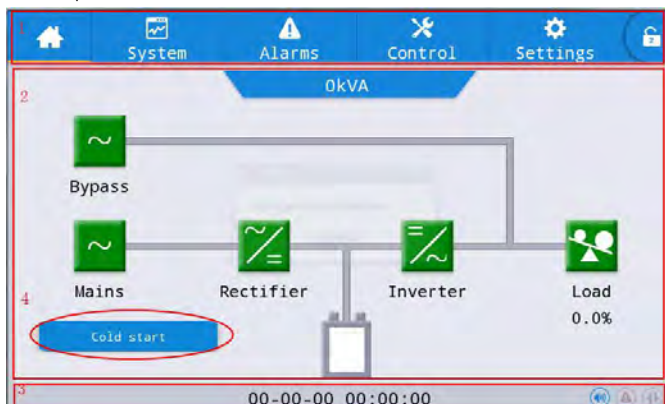 1
System Alarms Control Settings
2
0kVA
Bypass
Mains Rectifier Inverter Load
4
0.0%
Cold start
3
00-00-00 00:00:00